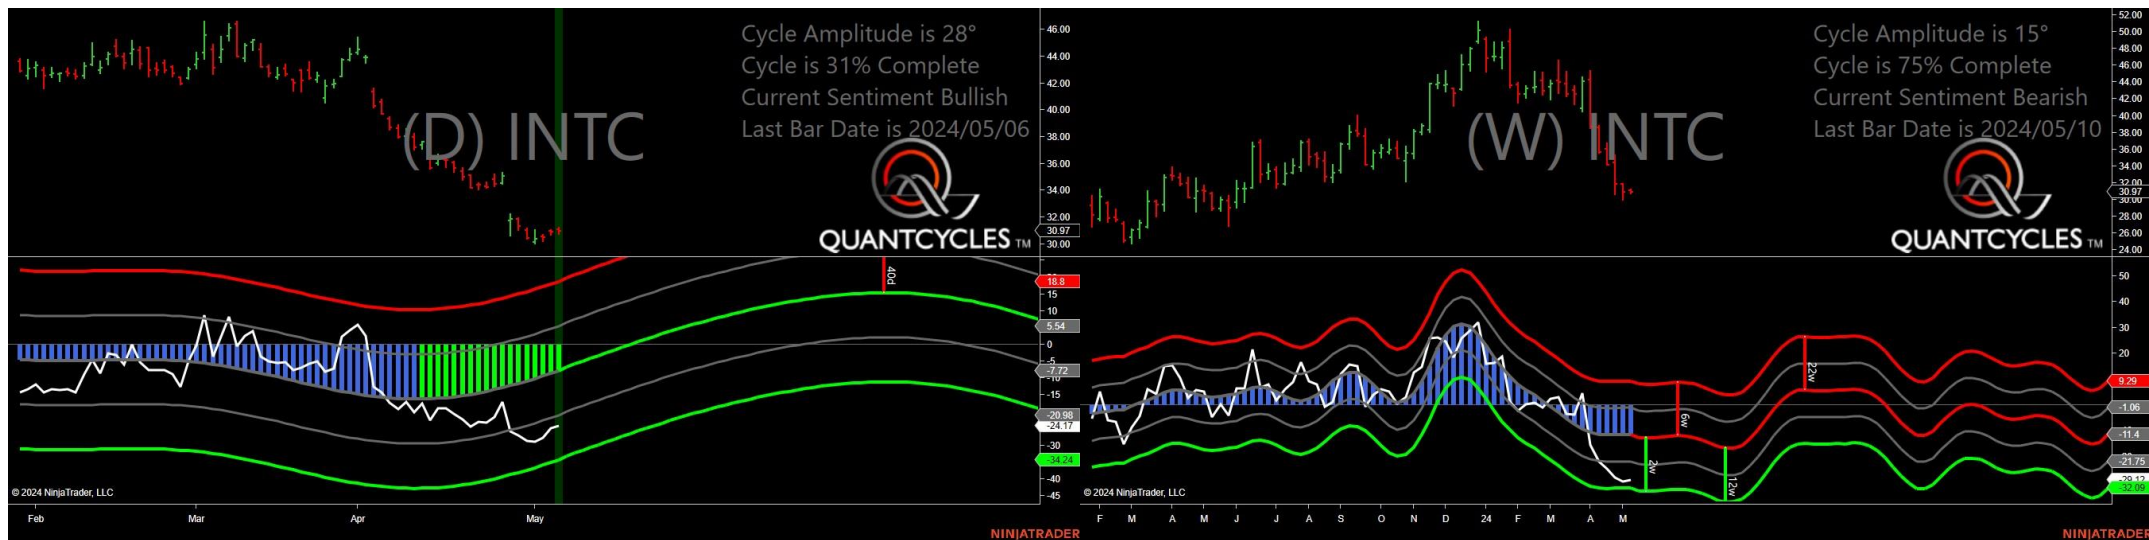 Cycle Amplitude is 28°
Cycle is 31% Complete
Current Sentiment Bullish
Last Bar Date is 2024/05/06
(D) INTC
QUANTCYCLES TM
46.00
44.00
42.00
40.00
38.00
36.00
34.00
32.00
30.97
30.00
40d
18.8
15
10
5.54
0
-5
-7.72
-10
-15
-20.98
-24.17
-30
-34.24
-40
-45
© 2024 NinjaTrader, LLC
Feb Mar Apr May
NINJATRADER
Cycle Amplitude is 15°
Cycle is 75% Complete
Current Sentiment Bearish
Last Bar Date is 2024/05/10
(W) INTC
QUANTCYCLES TM
52.00
50.00
48.00
46.00
44.00
42.00
40.00
38.00
36.00
34.00
32.00
30.97
30.00
28.00
26.00
24.00
50
40
30
20
9.29
-1.06
-11.4
-21.75
-29.12
-32.09
22w
6w
2w
12w
© 2024 NinjaTrader, LLC
F M A M J J A S O N D 24 F M A M
NINJATRADER